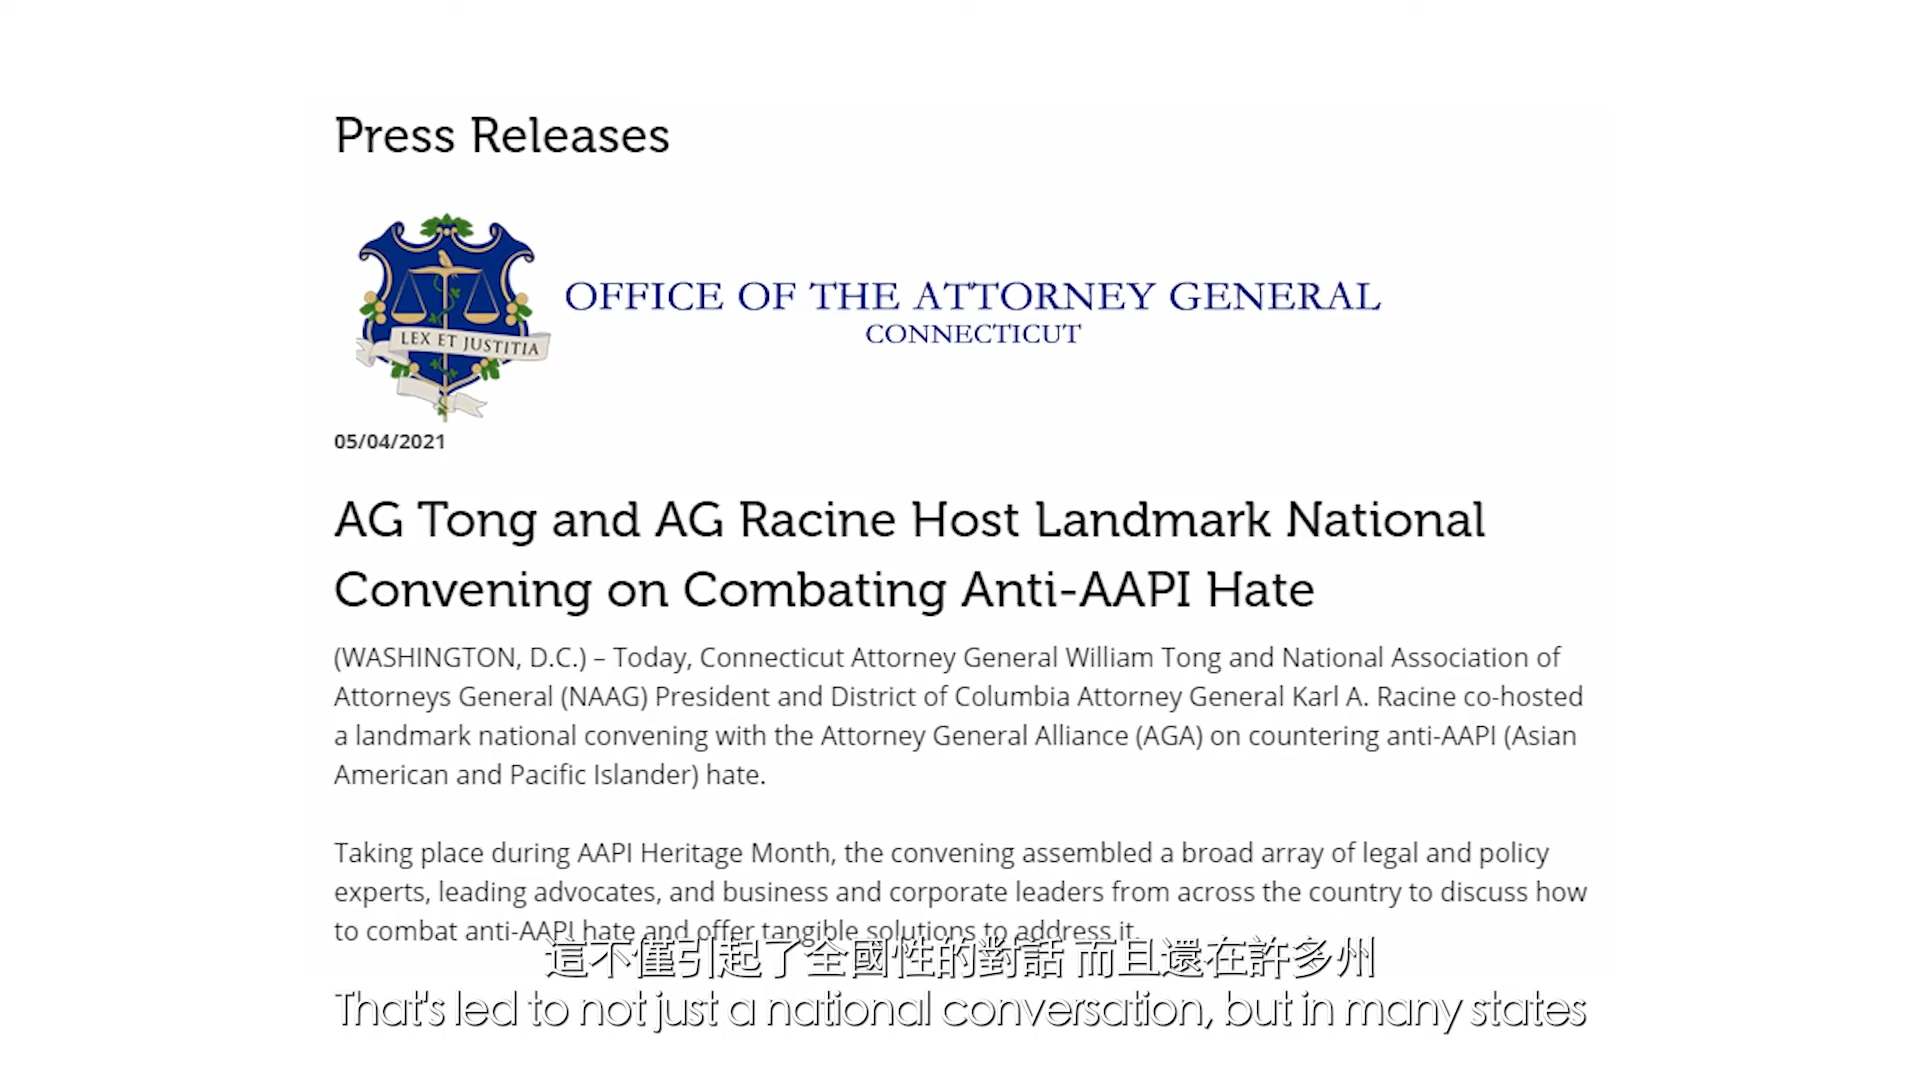 Press Releases
LEX ET JUSTITIA
OFFICE OF THE ATTORNEY GENERAL
CONNECTICUT
05/04/2021
AG Tong and AG Racine Host Landmark National
Convening on Combating Anti-AAPI Hate
(WASHINGTON, D.C.) – Today, Connecticut Attorney General William Tong and National Association of
Attorneys General (NAAG) President and District of Columbia Attorney General Karl A. Racine co-hosted
a landmark national convening with the Attorney General Alliance (AGA) on countering anti-AAPI (Asian
American and Pacific Islander) hate.
Taking place during AAPI Heritage Month, the convening assembled a broad array of legal and policy
experts, leading advocates, and business and corporate leaders from across the country to discuss how
to combat anti-AAPI hate and offer tangible solutions to address it.
這不僅引起了全國性的對話 而且還在許多州
That's led to not just a national conversation, but in many states